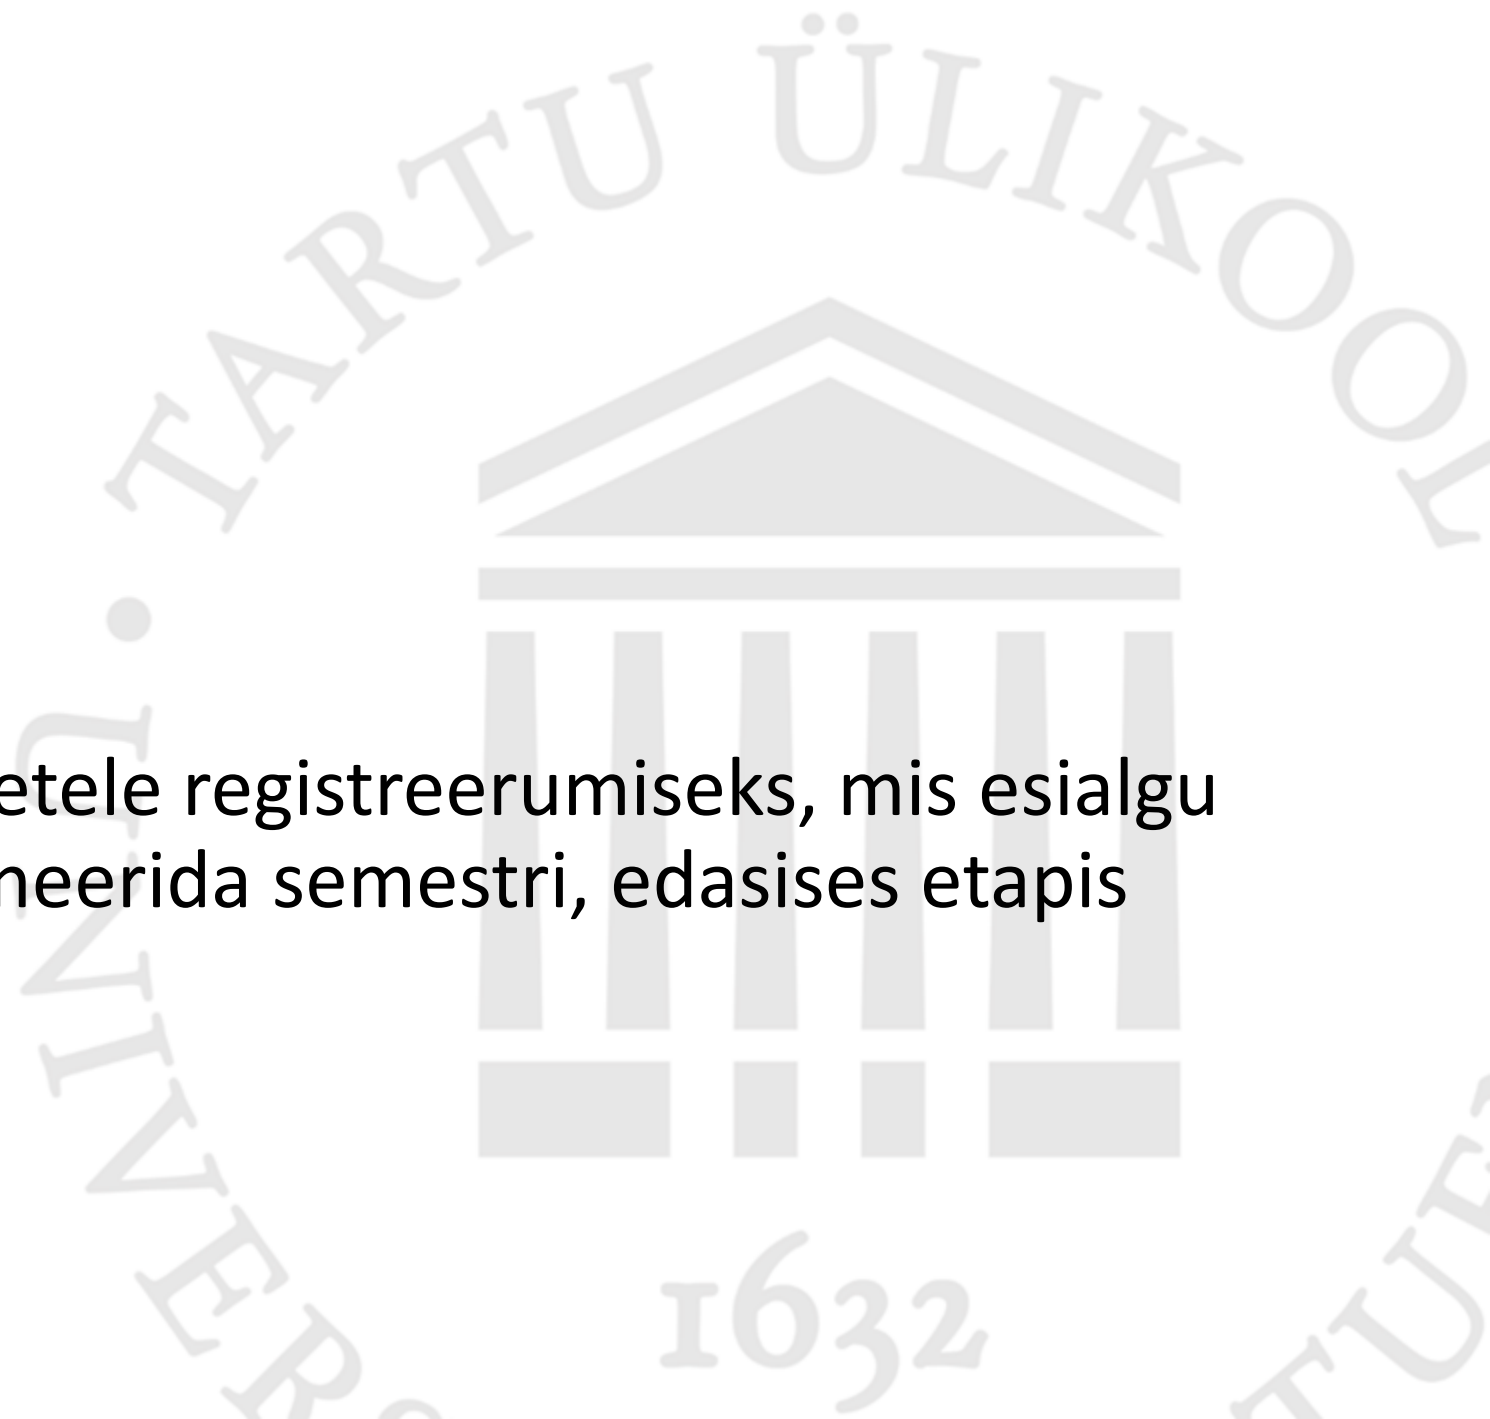 TARTU ÜLIKOOL
etele registreerumiseks, mis esialgu
neerida semestri, edasises etapis
1632